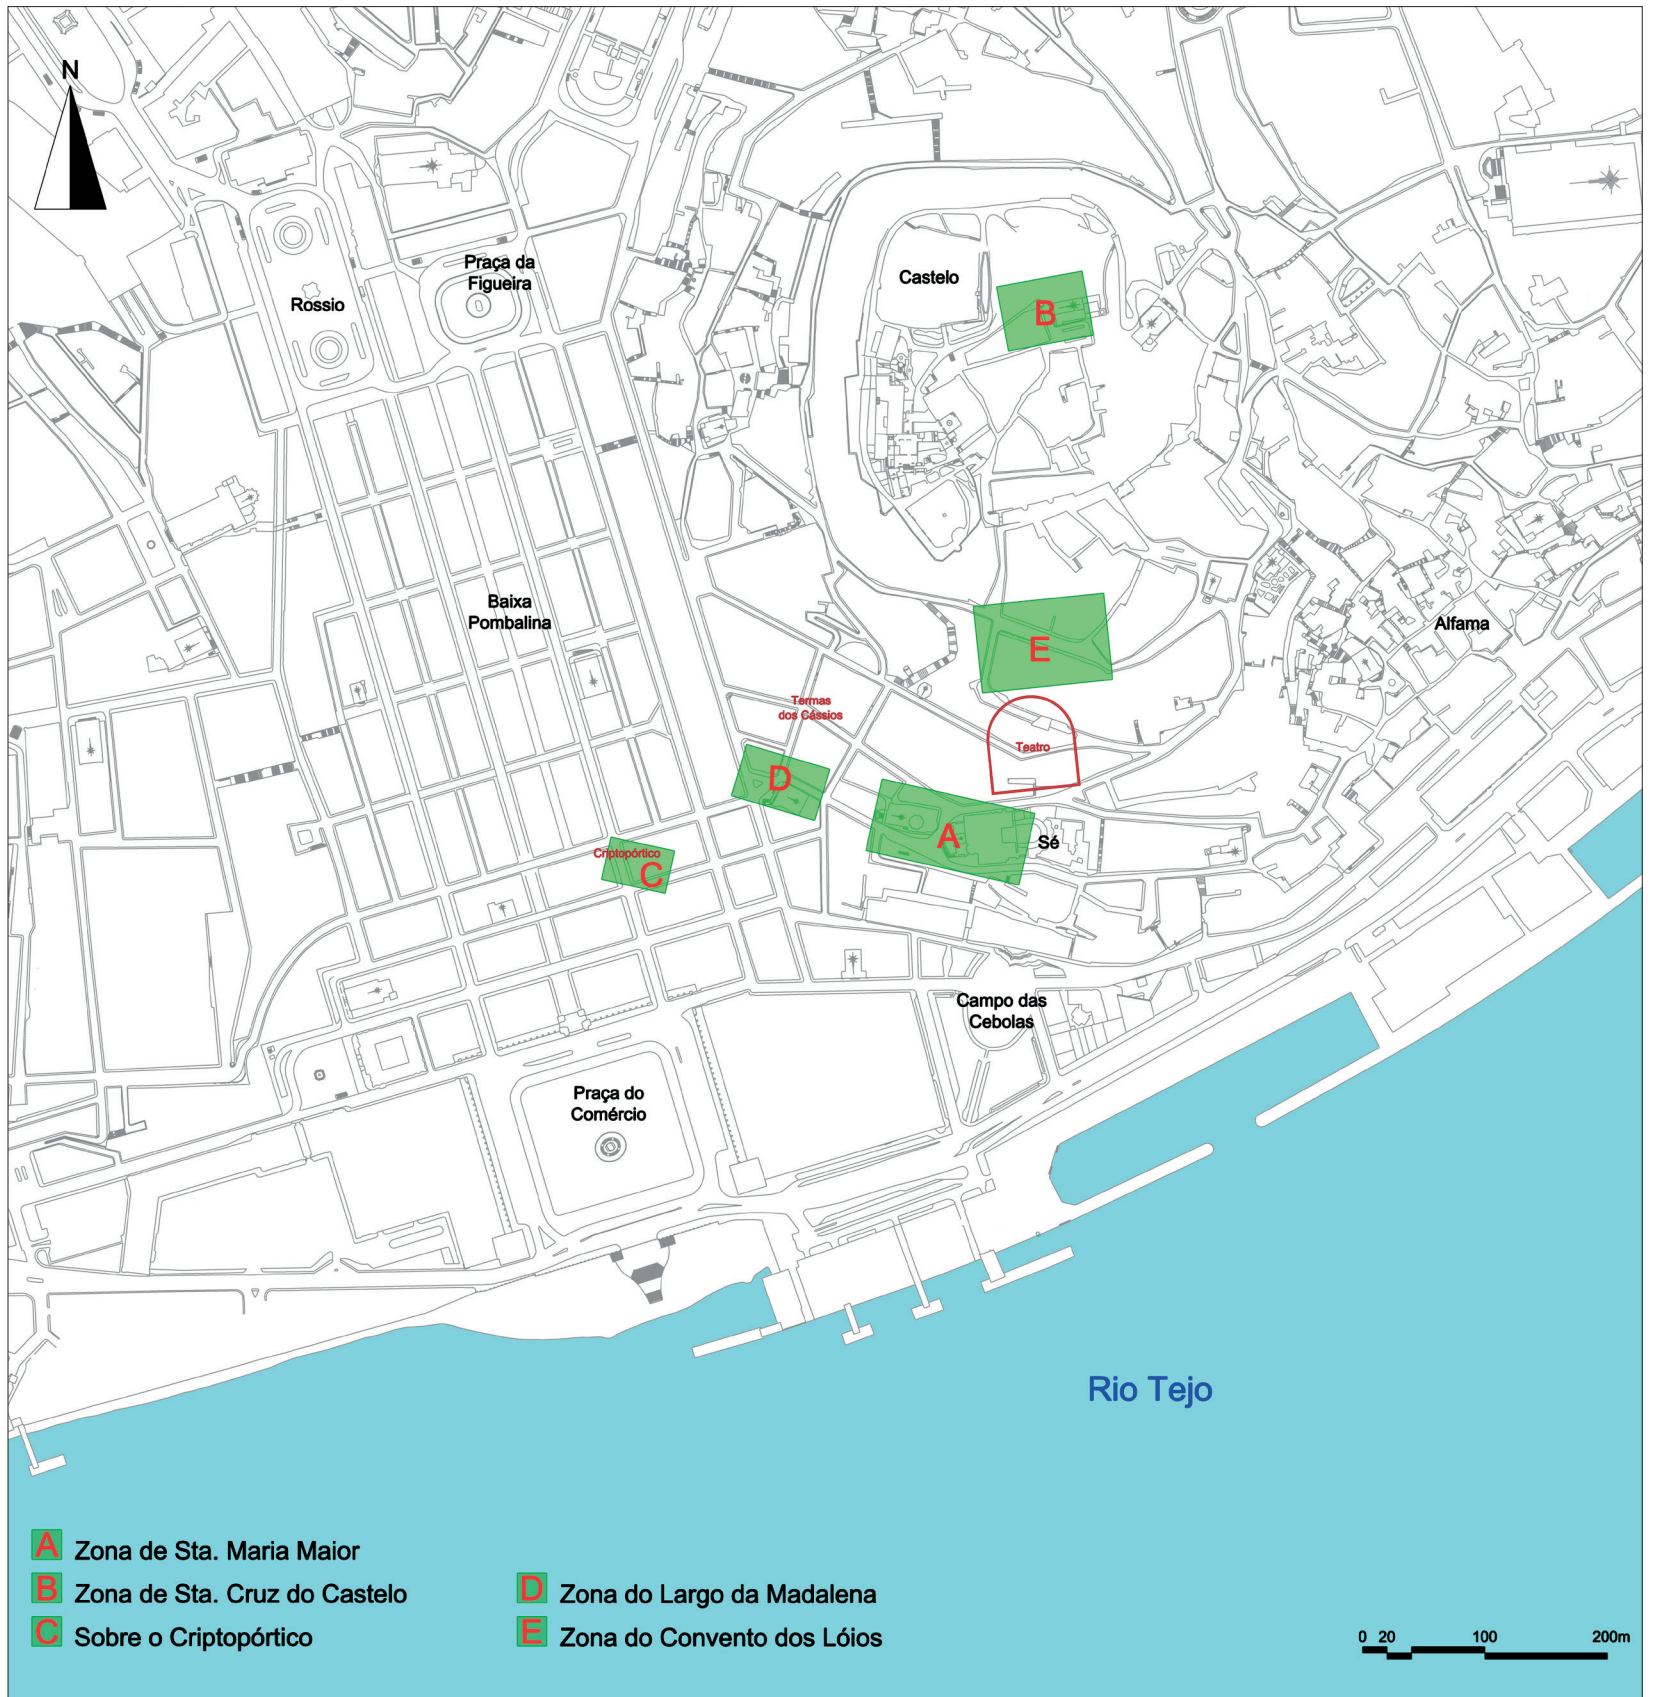 N
Praça da
Figueira
Rossio
Castelo
B
Baixa
Pombalina
Alfama
E
Termas
dos Cássios
Teatro
D
A
Sé
Criptopórtico
C
Campo das
Cebolas
Praça do
Comércio
Rio Tejo
A Zona de Sta. Maria Maior
B Zona de Sta. Cruz do Castelo
C Sobre o Criptopórtico
D Zona do Largo da Madalena
E Zona do Convento dos Lóios
0 20 100 200m